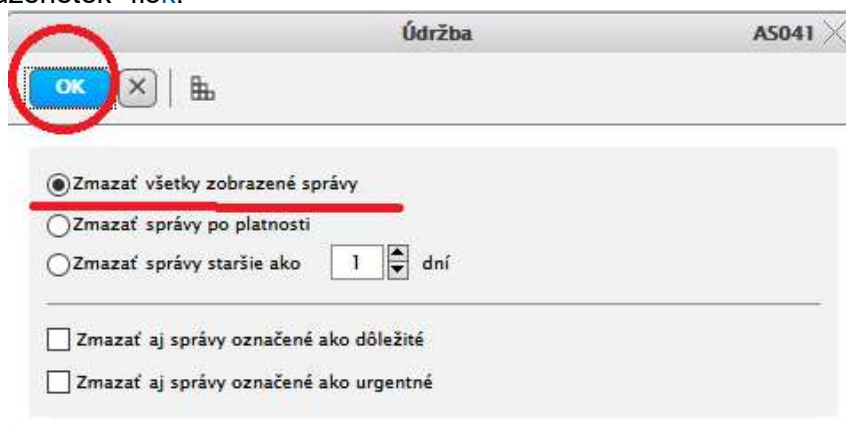 Údržba AS041
OK
Zmazať všetky zobrazené správy
Zmazať správy po platnosti
Zmazať správy staršie ako 1 dní
Zmazať aj správy označené ako dôležité
Zmazať aj správy označené ako urgentné